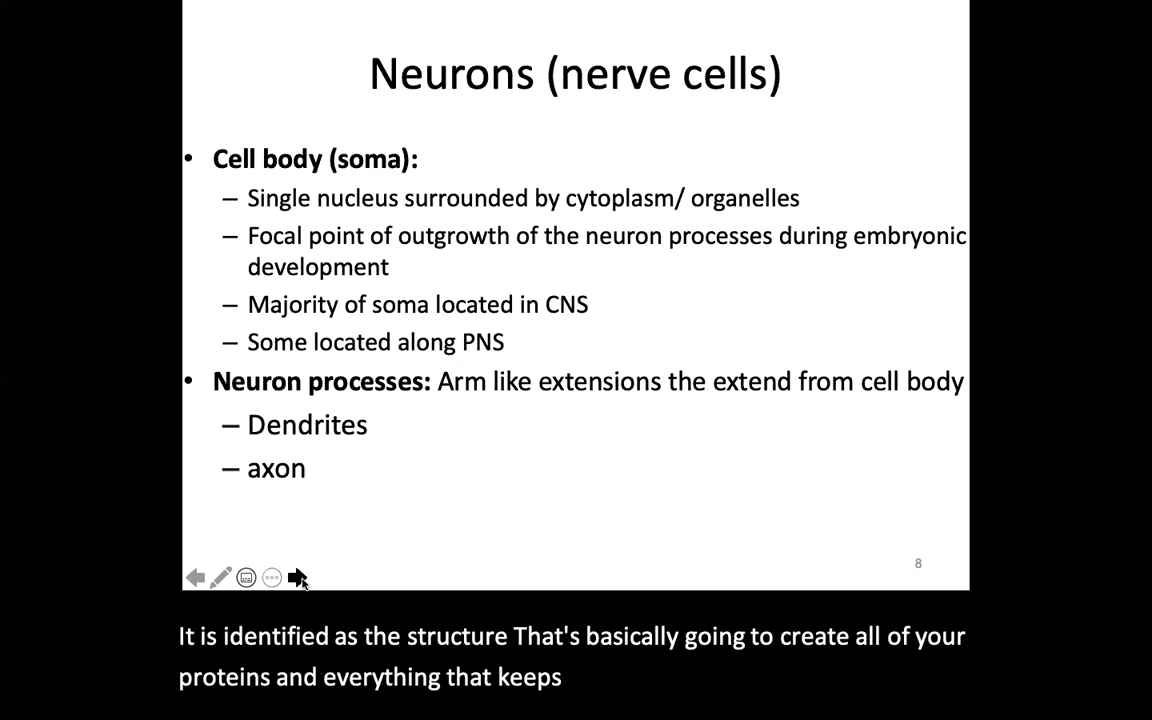 Neurons (nerve cells)
• Cell body (soma):
– Single nucleus surrounded by cytoplasm/ organelles
– Focal point of outgrowth of the neuron processes during embryonic
development
– Majority of soma located in CNS
– Some located along PNS
• Neuron processes: Arm like extensions the extend from cell body
– Dendrites
– axon
8
It is identified as the structure That's basically going to create all of your
proteins and everything that keeps